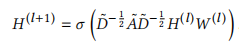 H^{(l+1)} = σ ( D̃^{-1/2} Ã D̃^{-1/2} H^{(l)} W^{(l)} )